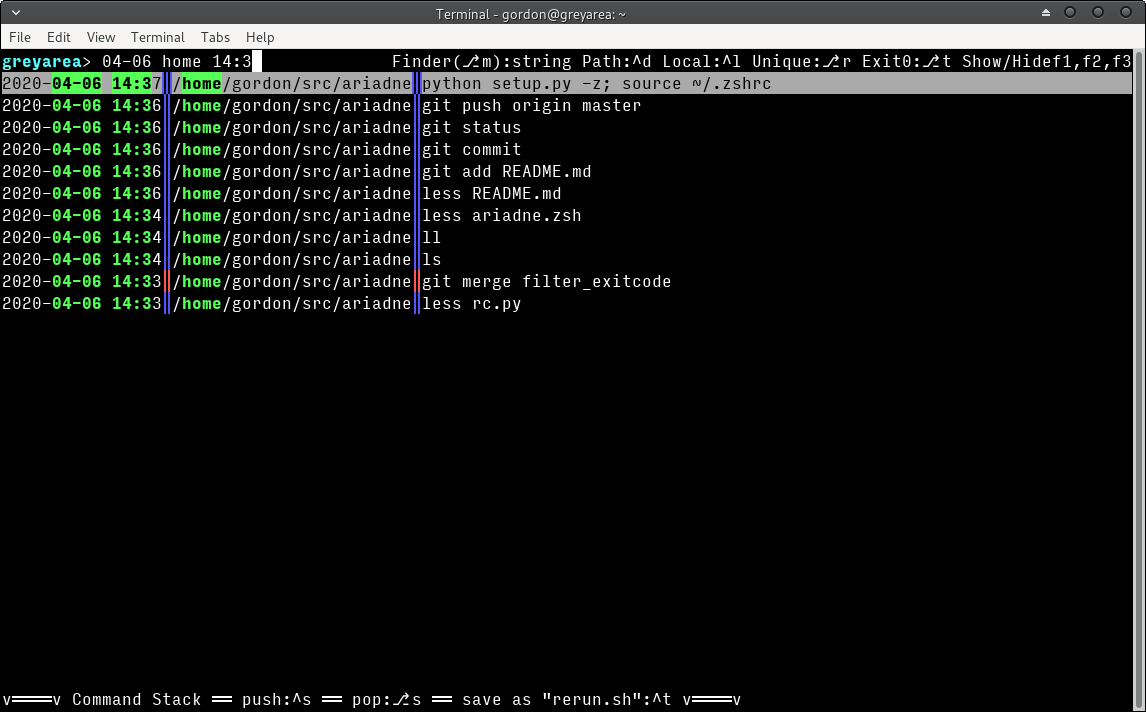 Terminal - gordon@greyarea: ~
File Edit View Terminal Tabs Help
greyarea> 04-06 home 14:3 Finder(⎇m):string Path:^d Local:^l Unique:⎇r Exit0:⎇t Show/Hidef1,f2,f3
2020-04-06 14:37║/home/gordon/src/ariadne║python setup.py -z; source ~/.zshrc
2020-04-06 14:36║/home/gordon/src/ariadne║git push origin master
2020-04-06 14:36║/home/gordon/src/ariadne║git status
2020-04-06 14:36║/home/gordon/src/ariadne║git commit
2020-04-06 14:36║/home/gordon/src/ariadne║git add README.md
2020-04-06 14:36║/home/gordon/src/ariadne║less README.md
2020-04-06 14:34║/home/gordon/src/ariadne║less ariadne.zsh
2020-04-06 14:34║/home/gordon/src/ariadne║ll
2020-04-06 14:34║/home/gordon/src/ariadne║ls
2020-04-06 14:33║/home/gordon/src/ariadne║git merge filter_exitcode
2020-04-06 14:33║/home/gordon/src/ariadne║less rc.py
v════v Command Stack ══ push:^s ══ pop:⎇s ══ save as "rerun.sh":^t v════v